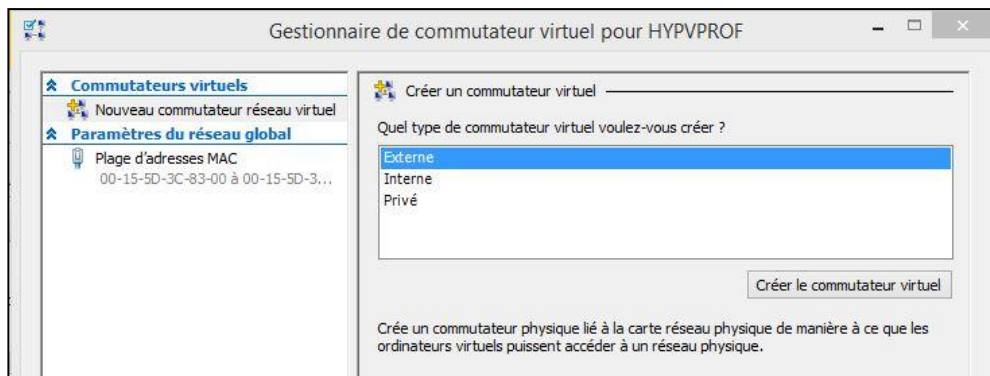 Gestionnaire de commutateur virtuel pour HYPVPROF
Commutateurs virtuels
Nouveau commutateur réseau virtuel
Paramètres du réseau global
Plage d'adresses MAC
00-15-5D-3C-83-00 à 00-15-5D-3...
Créer un commutateur virtuel
Quel type de commutateur virtuel voulez-vous créer ?
Externe
Interne
Privé
Créer le commutateur virtuel
Crée un commutateur physique lié à la carte réseau physique de manière à ce que les
ordinateurs virtuels puissent accéder à un réseau physique.